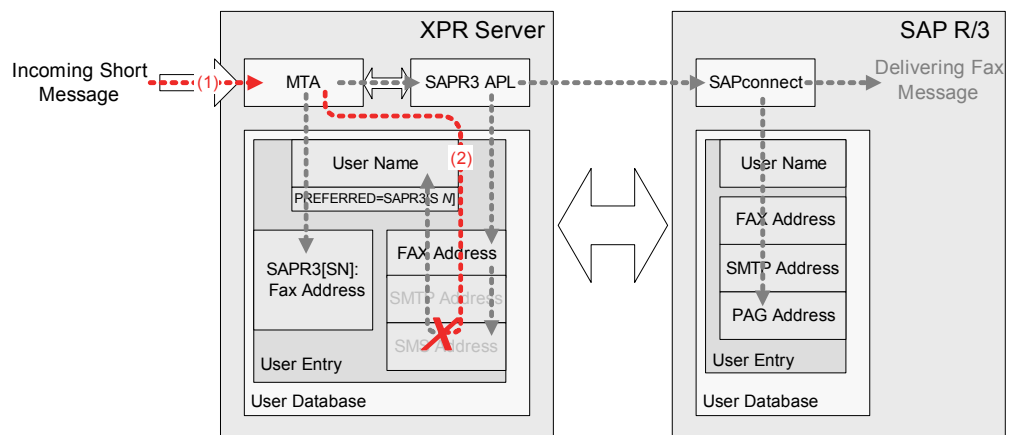 XPR Server
SAP R/3
Incoming Short
Message
(1)
MTA
SAPR3 APL
SAPconnect
Delivering Fax
Message
User Name
(2)
PREFERRED=SAPR3[S N]
SAPR3[SN]:
Fax Address
FAX Address
SMTP Address
SMS Address
X
User Entry
User Database
User Name
FAX Address
SMTP Address
PAG Address
User Entry
User Database